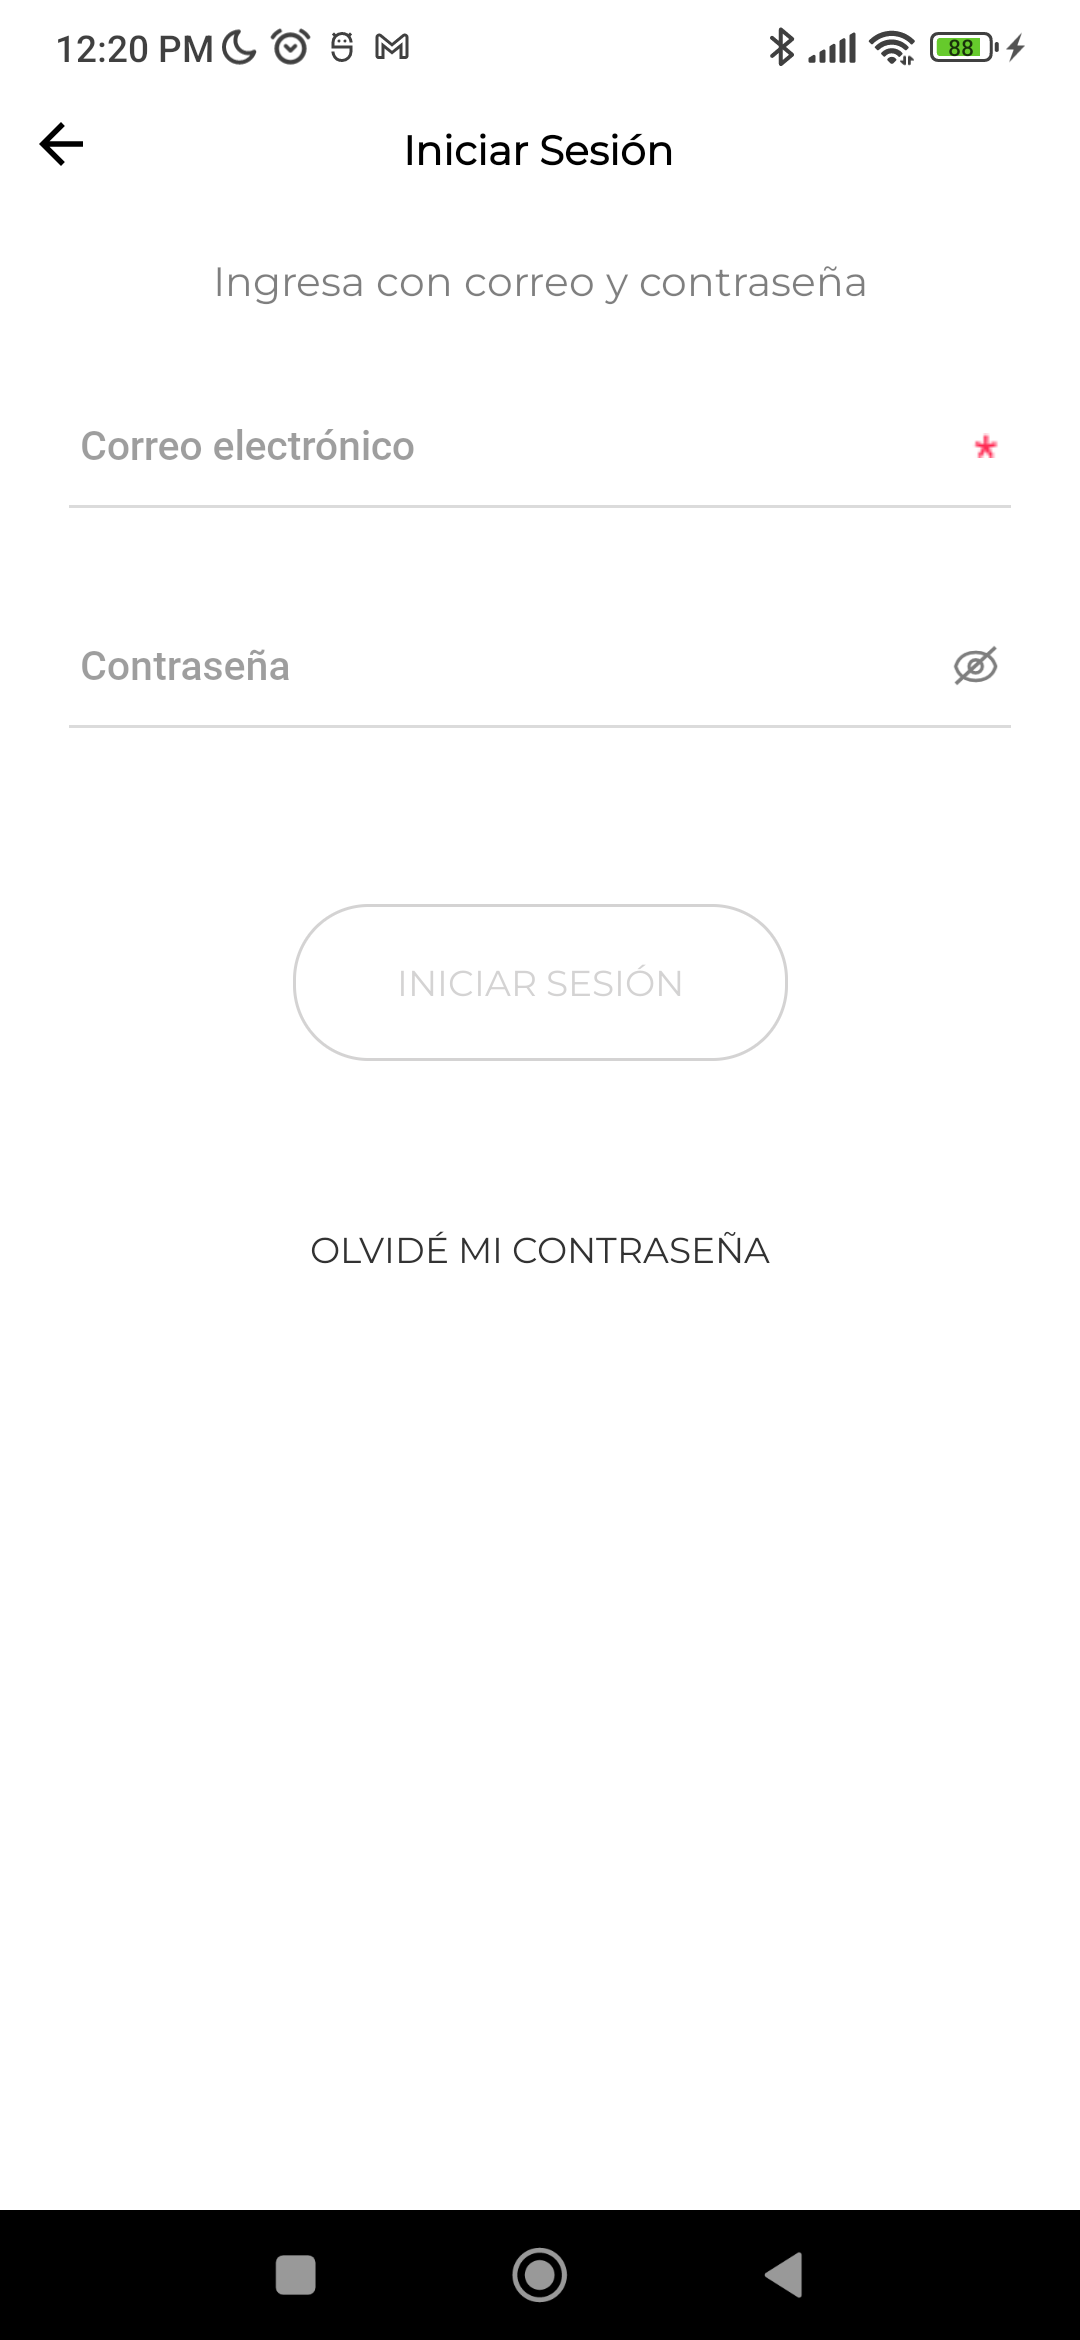 12:20 PM
88
Iniciar Sesión
Ingresa con correo y contraseña
Correo electrónico *
Contraseña
INICIAR SESIÓN
OLVIDÉ MI CONTRASEÑA